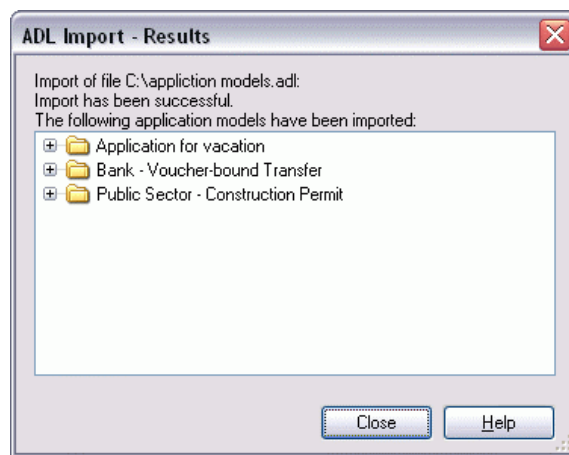 ADL Import - Results
Import of file C:\appliction models.adl:
Import has been successful.
The following application models have been imported:
Application for vacation
Bank - Voucher-bound Transfer
Public Sector - Construction Permit
Close Help